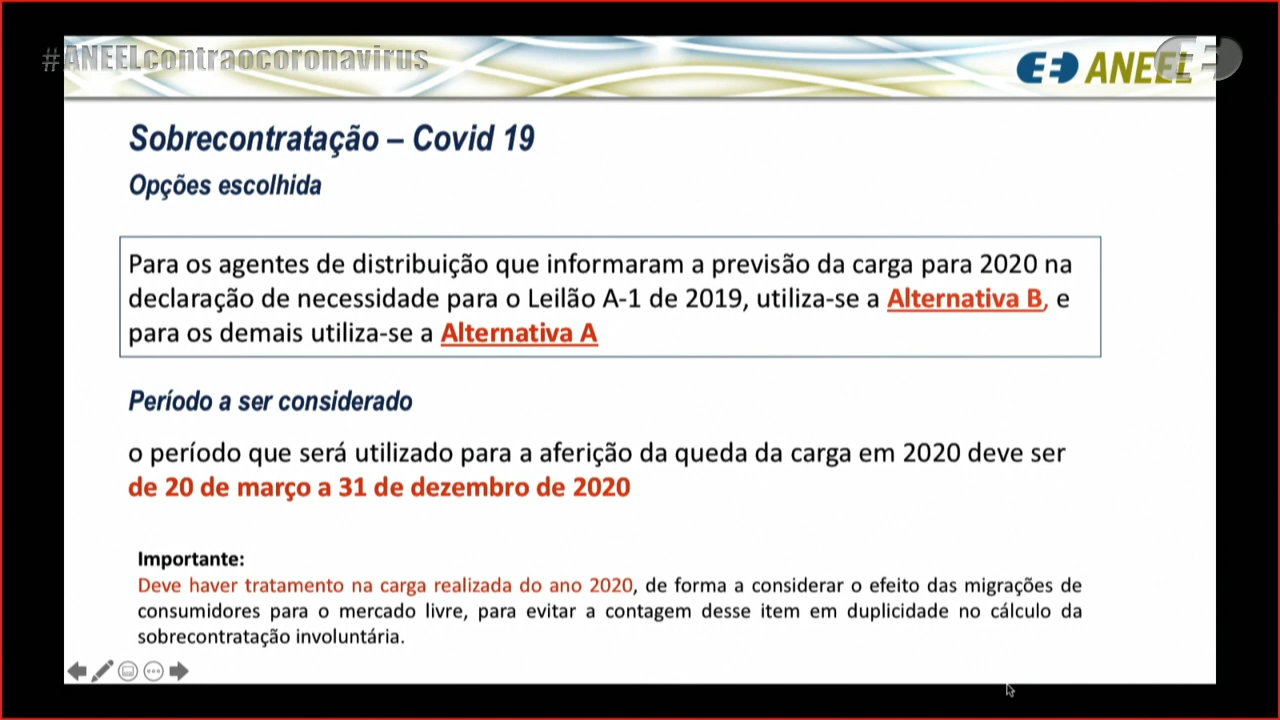 #ANEELcontraocoronavirus
ANEEL
Sobrecontratação – Covid 19
Opções escolhida
Para os agentes de distribuição que informaram a previsão da carga para 2020 na
declaração de necessidade para o Leilão A-1 de 2019, utiliza-se a Alternativa B, e
para os demais utiliza-se a Alternativa A
Período a ser considerado
o período que será utilizado para a aferição da queda da carga em 2020 deve ser
de 20 de março a 31 de dezembro de 2020
Importante:
Deve haver tratamento na carga realizada do ano 2020, de forma a considerar o efeito das migrações de
consumidores para o mercado livre, para evitar a contagem desse item em duplicidade no cálculo da
sobrecontratação involuntária.